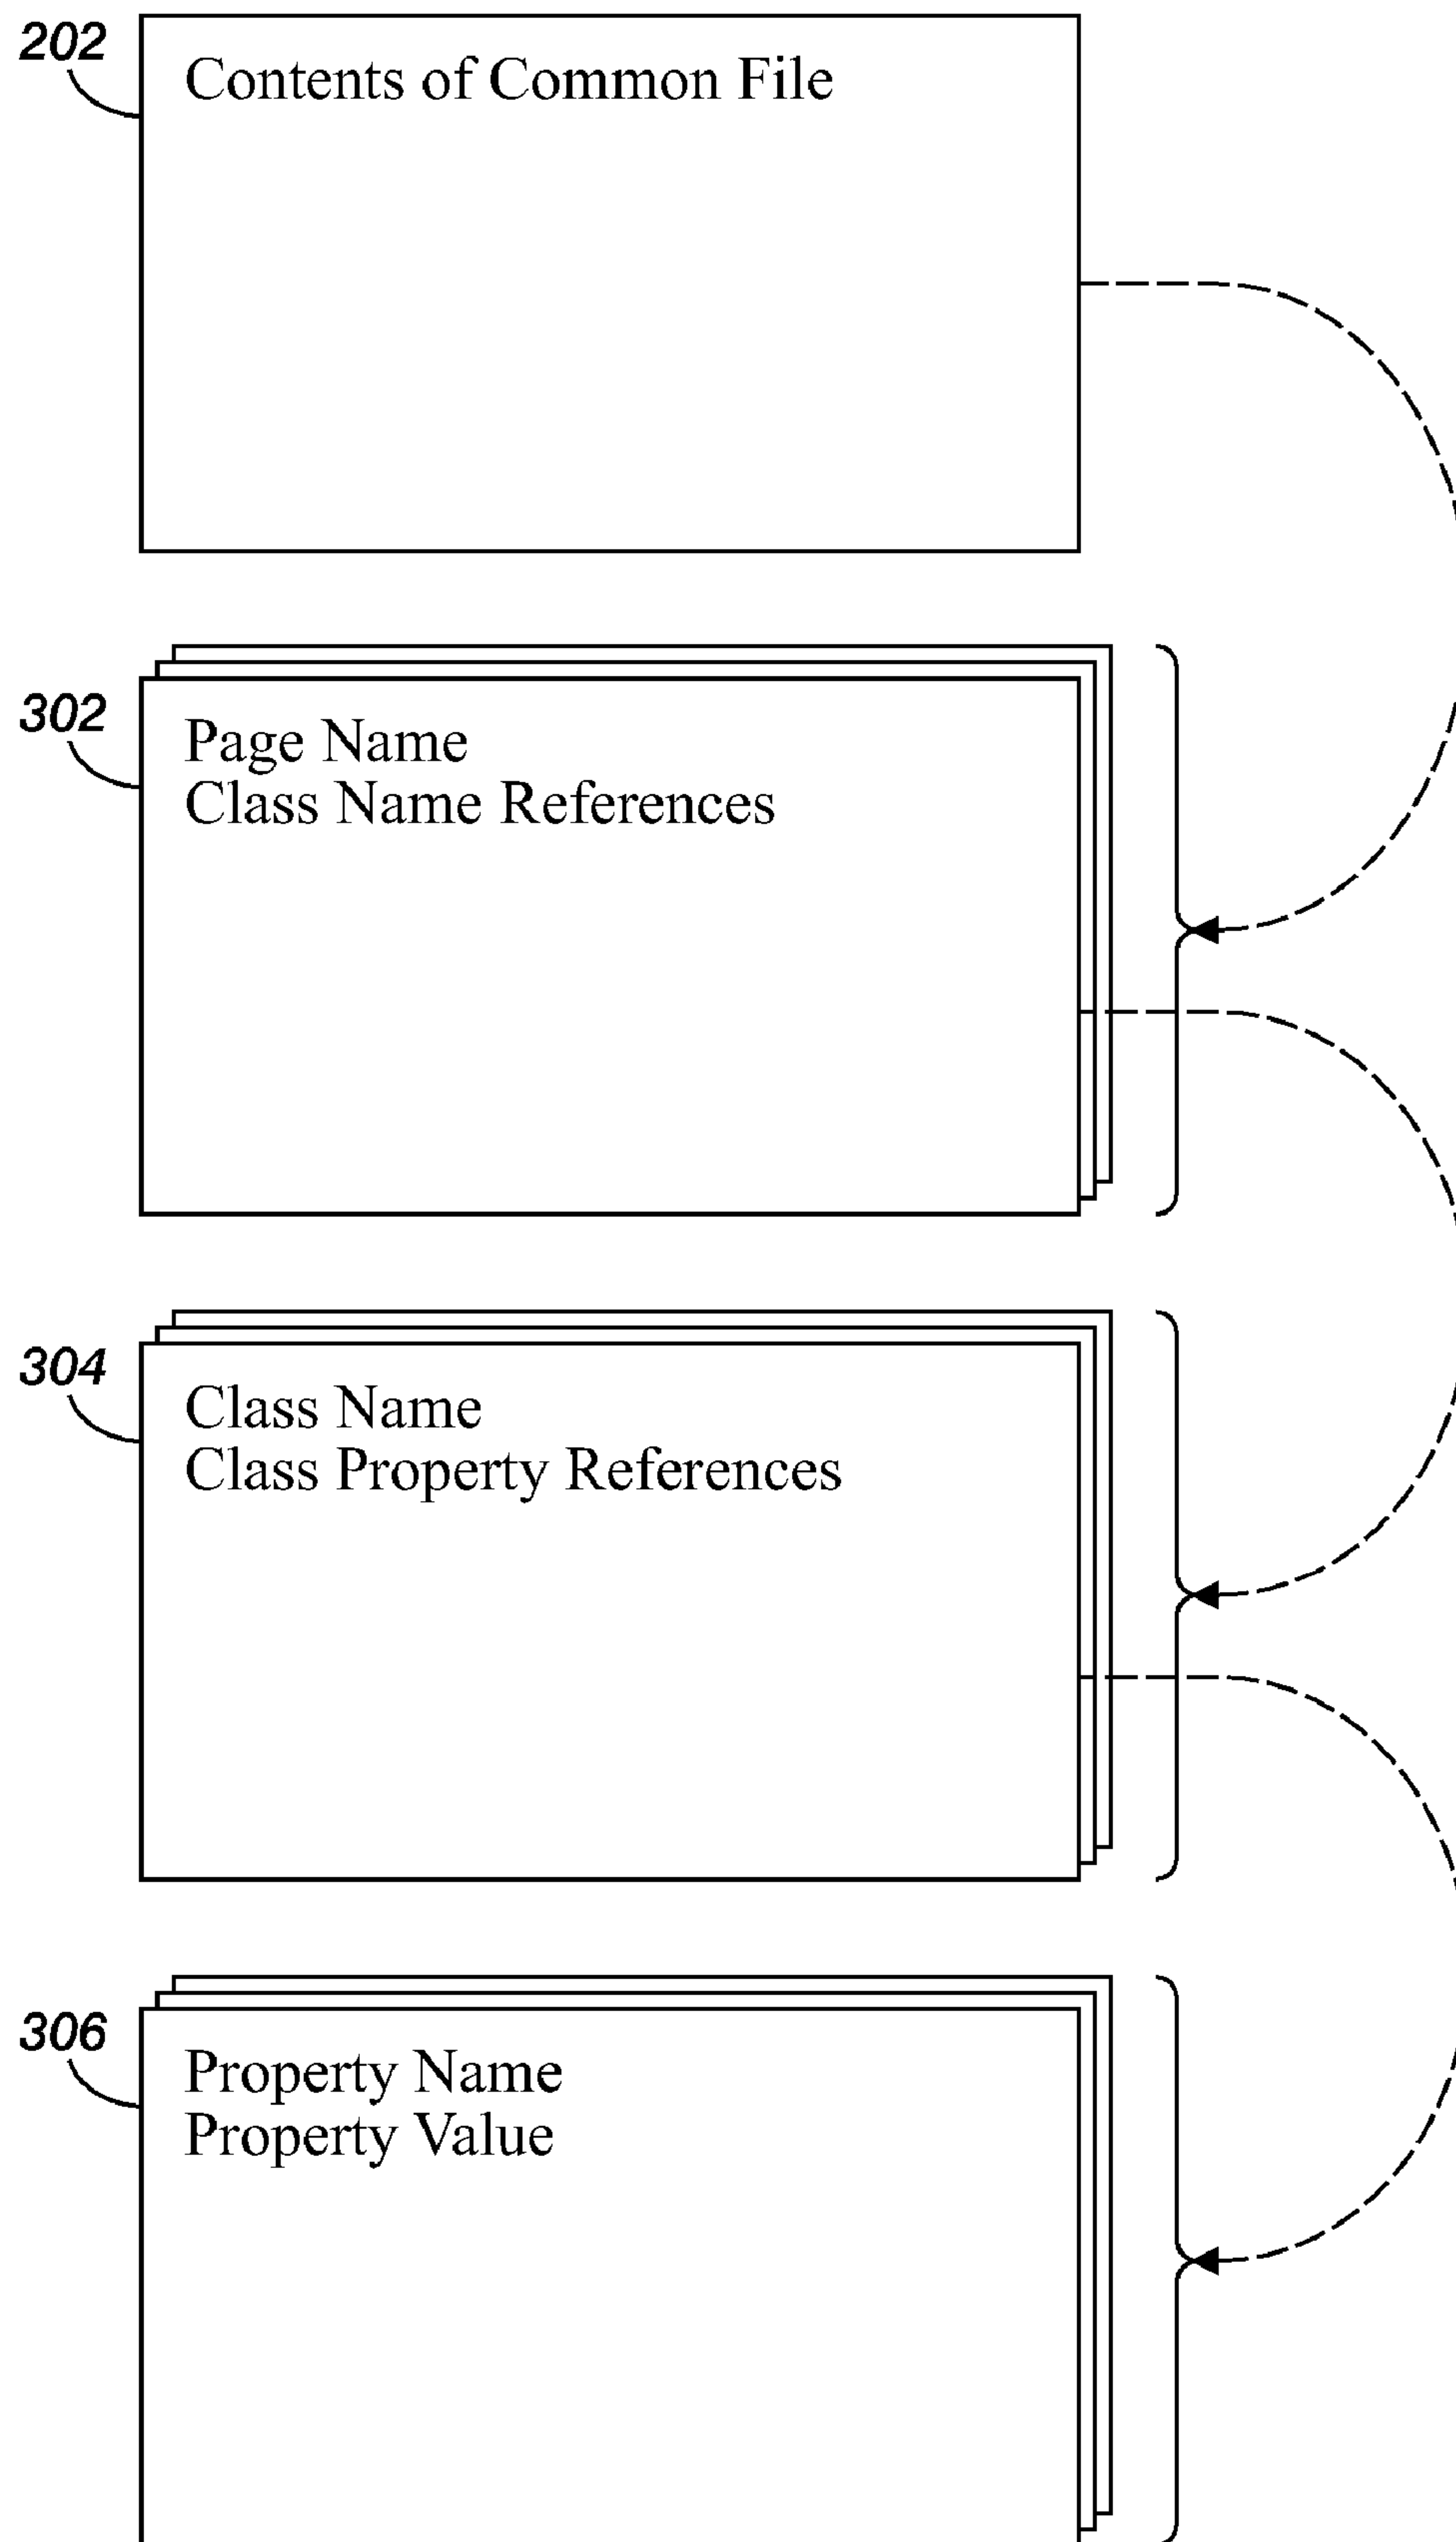 202
Contents of Common File
302
Page Name
Class Name References
304
Class Name
Class Property References
306
Property Name
Property Value